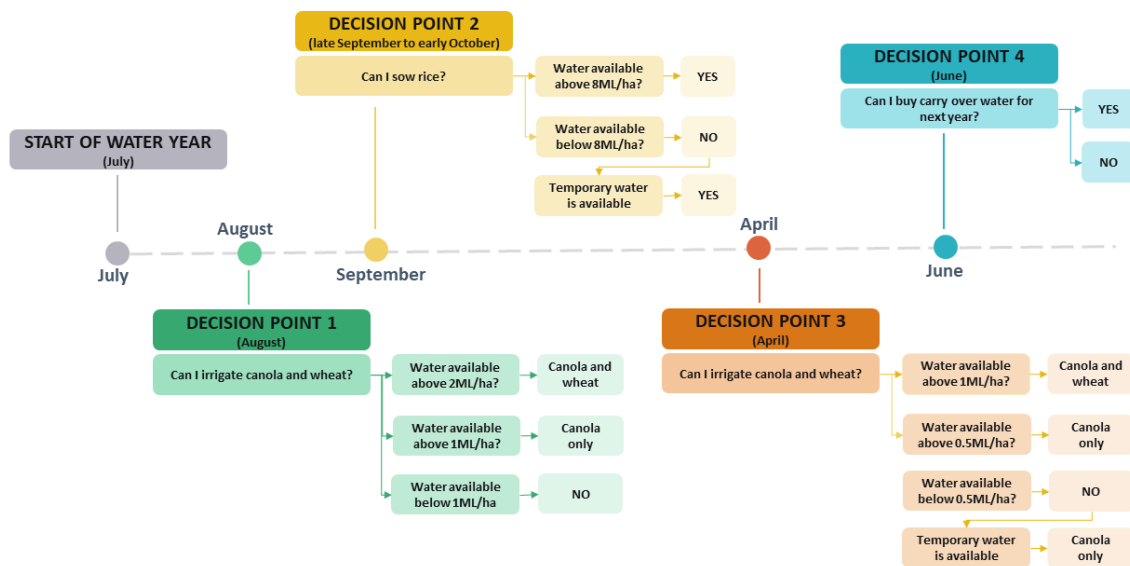 DECISION POINT 2
(late September to early October)
Can I sow rice?
Water available
above 8ML/ha?
YES
Water available
below 8ML/ha?
NO
Temporary water
is available
YES
DECISION POINT 4
(June)
Can I buy carry over water for
next year?
YES
NO
START OF WATER YEAR
(July)
July
August
September
April
June
DECISION POINT 1
(August)
Can I irrigate canola and wheat?
Water available
above 2ML/ha?
Canola and
wheat
Water available
above 1ML/ha?
Canola
only
Water available
below 1ML/ha
NO
DECISION POINT 3
(April)
Can I irrigate canola and wheat?
Water available
above 1ML/ha?
Canola and
wheat
Water available
above 0.5ML/ha?
Canola
only
Water available
below 0.5ML/ha?
NO
Temporary water
is available
Canola
only